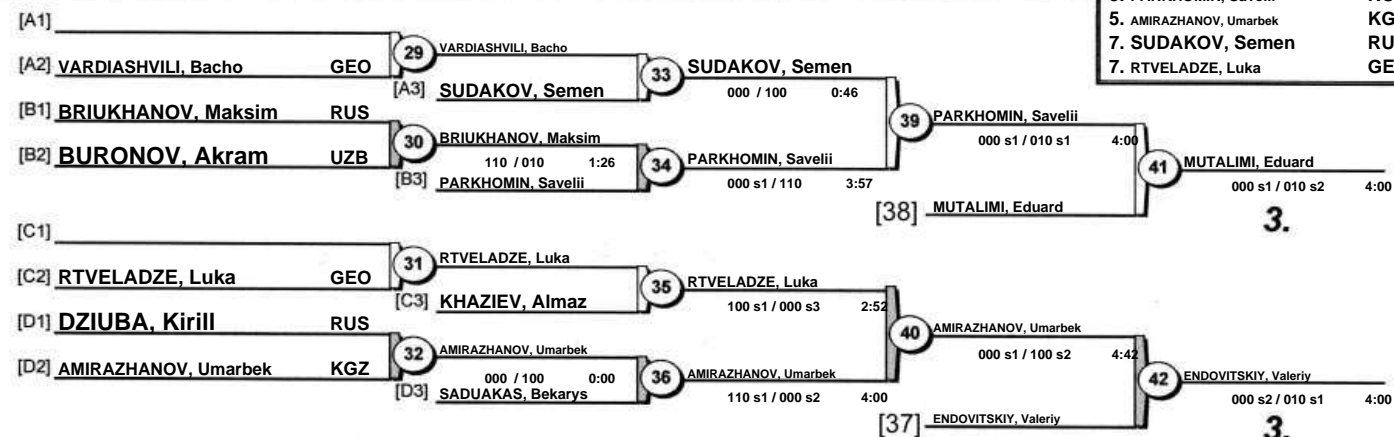 5. AMIRAZHANOV, Umarbek KG
7. SUDAKOV, Semen RU
7. RTVELADZE, Luka GE
[A1]
29 VARDIASHVILI, Bacho
[A2] VARDIASHVILI, Bacho GEO
33 SUDAKOV, Semen
[A3] SUDAKOV, Semen
000 / 100 0:46
[B1] BRIUKHANOV, Maksim RUS
39 PARKHOMIN, Savelii
30 BRIUKHANOV, Maksim
000 s1 / 010 s1 4:00
[B2] BURONOV, Akram UZB
110 / 010 1:26
34 PARKHOMIN, Savelii
41 MUTALIMI, Eduard
[B3] PARKHOMIN, Savelii
000 s1 / 110 3:57
000 s1 / 010 s2 4:00
[38] MUTALIMI, Eduard
3.
[C1]
31 RTVELADZE, Luka
[C2] RTVELADZE, Luka GEO
35 RTVELADZE, Luka
[C3] KHAZIEV, Almaz
100 s1 / 000 s3 2:52
[D1] DZIUBA, Kirill RUS
40 AMIRAZHANOV, Umarbek
32 AMIRAZHANOV, Umarbek
000 s1 / 100 s2 4:42
[D2] AMIRAZHANOV, Umarbek KGZ
000 / 100 0:00
36 AMIRAZHANOV, Umarbek
42 ENDOVITSKIY, Valeriy
[D3] SADUAKAS, Bekarys
110 s1 / 000 s2 4:00
000 s2 / 010 s1 4:00
[37] ENDOVITSKIY, Valeriy
3.